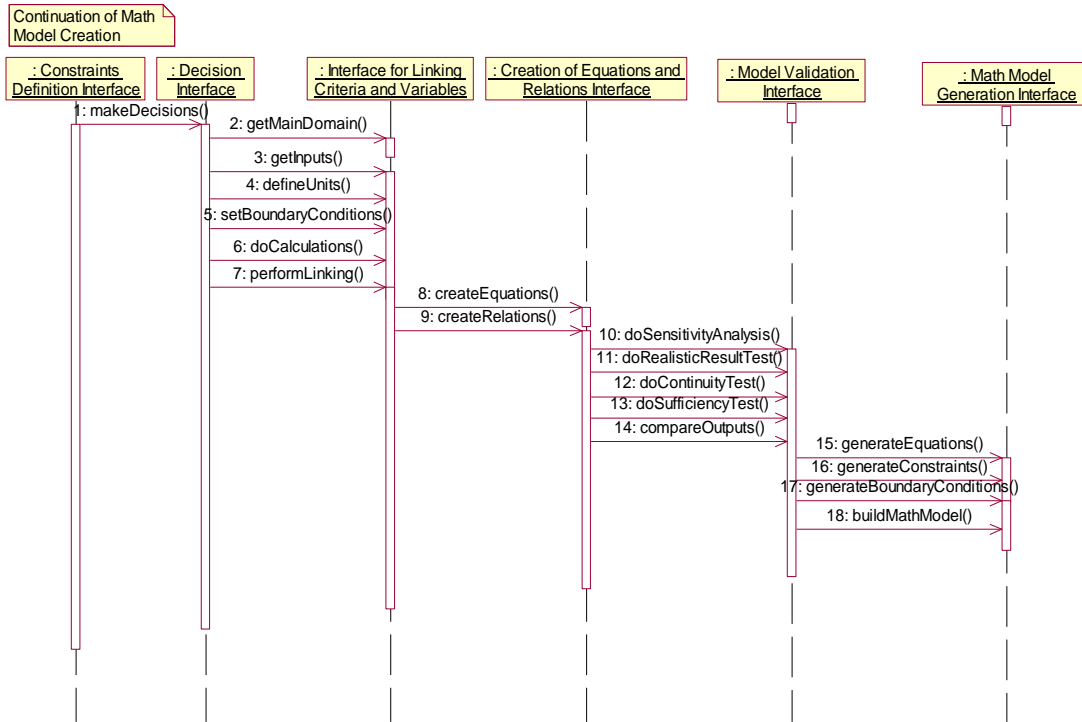 Continuation of Math
Model Creation
: Constraints
Definition Interface
: Decision
Interface
: Interface for Linking
Criteria and Variables
: Creation of Equations and
Relations Interface
: Model Validation
Interface
: Math Model
Generation Interface
1: makeDecisions()
2: getMainDomain()
3: getInputs()
4: defineUnits()
5: setBoundaryConditions()
6: doCalculations()
7: performLinking()
8: createEquations()
9: createRelations()
10: doSensitivityAnalysis()
11: doRealisticResultTest()
12: doContinuityTest()
13: doSufficiencyTest()
14: compareOutputs()
15: generateEquations()
16: generateConstraints()
17: generateBoundaryConditions()
18: buildMathModel()